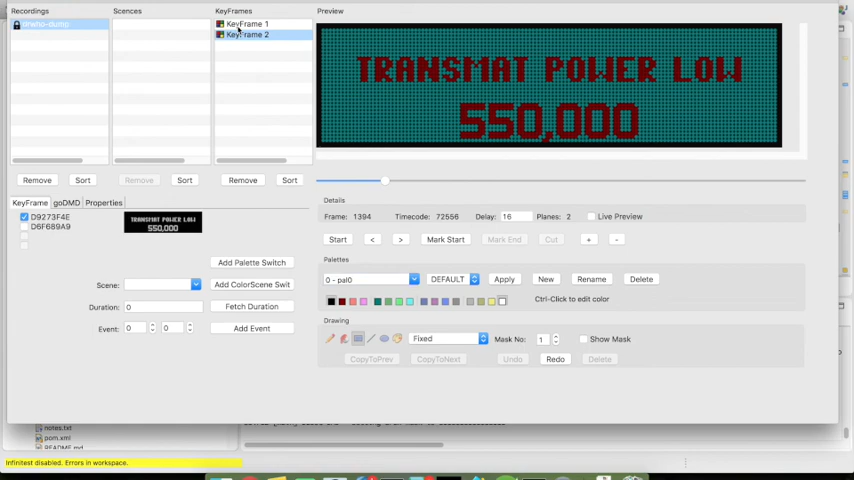 Recordings Scences KeyFrames Preview
drwho-dump KeyFrame 1
KeyFrame 2
TRANSMAT POWER LOW
550,000
Remove Sort Remove Sort Remove Sort
KeyFrame goDMD Properties
Details
D9273F4E
D6F689A9
TRANSMAT POWER LOW
550,000
Frame: 1394 Timecode: 72556 Delay: 16 Planes: 2 Live Preview
Start < > Mark Start Mark End Cut + -
Add Palette Switch
Palettes
Scene: Add ColorScene Swit
0 - pal0 DEFAULT Apply New Rename Delete
Duration: 0 Fetch Duration
Ctrl-Click to edit color
Event: 0 0 Add Event
Drawing
Fixed Mask No: 1 Show Mask
CopyToPrev CopyToNext Undo Redo Delete
notes.txt
pom.xml
README.md
Infinitest disabled. Errors in workspace.